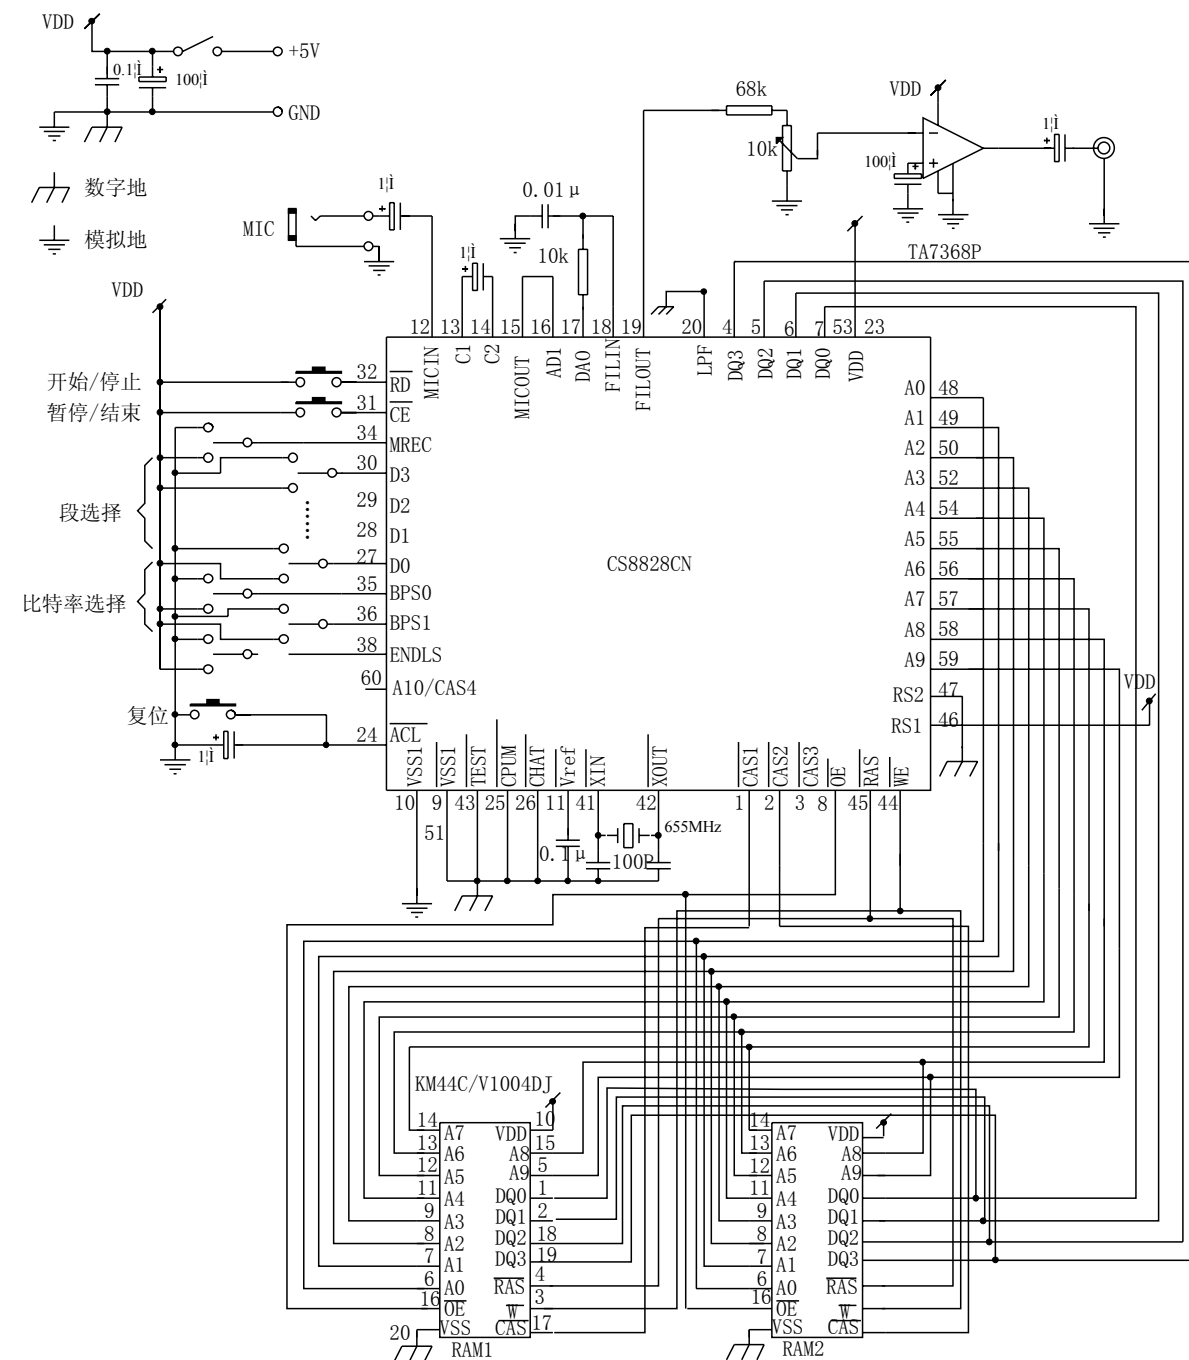 VDD
+5V
0.1¦Ì
100¦Ì
GND
数字地
模拟地
68k
VDD
10k
100¦Ì
1¦Ì
TA7368P
MIC
1¦Ì
1¦Ì
0.01μ
10k
VDD
12 13 14 15 16 17 18 19 20 4 5 6 7 53 23
MICIN C1 C2 MICOUT AD1 DAO FILIN FILOUT LPF DQ3 DQ2 DQ1 DQ0 VDD
开始/停止
32 RD
暂停/结束
31 CE
34 MREC
30 D3
段选择
29 D2
28 D1
27 D0
比特率选择
35 BPS0
36 BPS1
38 ENDLS
60 A10/CAS4
复位
24 ACL
1¦Ì
CS8828CN
A0 48
A1 49
A2 50
A3 52
A4 54
A5 55
A6 56
A7 57
A8 58
A9 59
RS2 47
RS1 46
VDD
VSS1 VSS1 TEST CPUM CHAT Vref XIN XOUT CAS1 CAS2 CAS3 OE RAS WE
10 9 43 25 26 11 41 42 1 2 3 8 45 44
51
655MHz
0.1μ
100P
KM44C/V1004DJ
14 A7 VDD 10
13 A6 A8 15
12 A5 A9 5
11 A4 DQ0 1
9 A3 DQ1 2
8 A2 DQ2 18
7 A1 DQ3 19
6 A0 RAS 4
16 OE W 3
20 VSS CAS 17
RAM1
14 A7 VDD
13 A6 A8
12 A5 A9
11 A4 DQ0
9 A3 DQ1
8 A2 DQ2
7 A1 DQ3
6 A0 RAS
16 OE W
VSS CAS
RAM2